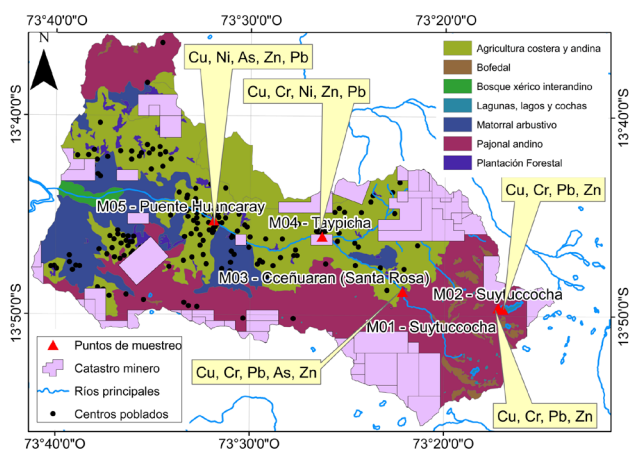 73°40'0"O
73°30'0"O
73°20'0"O
N
Cu, Ni, As, Zn, Pb
Cu, Cr, Ni, Zn, Pb
Agricultura costera y andina
Bofedal
Bosque xérico interandino
Lagunas, lagos y cochas
Matorral arbustivo
Pajonal andino
Plantación Forestal
13°40'0"S
13°40'0"S
Cu, Cr, Pb, Zn
M05 - Puente Huancaray
M04 - Taypicha
M03 - Cceñuaran (Santa Rosa)
M02 - Suytuccocha
M01 - Suytuccocha
13°50'0"S
13°50'0"S
Puntos de muestreo
Catastro minero
Ríos principales
Centros poblados
Cu, Cr, Pb, As, Zn
Cu, Cr, Pb, Zn
73°40'0"O
73°30'0"O
73°20'0"O